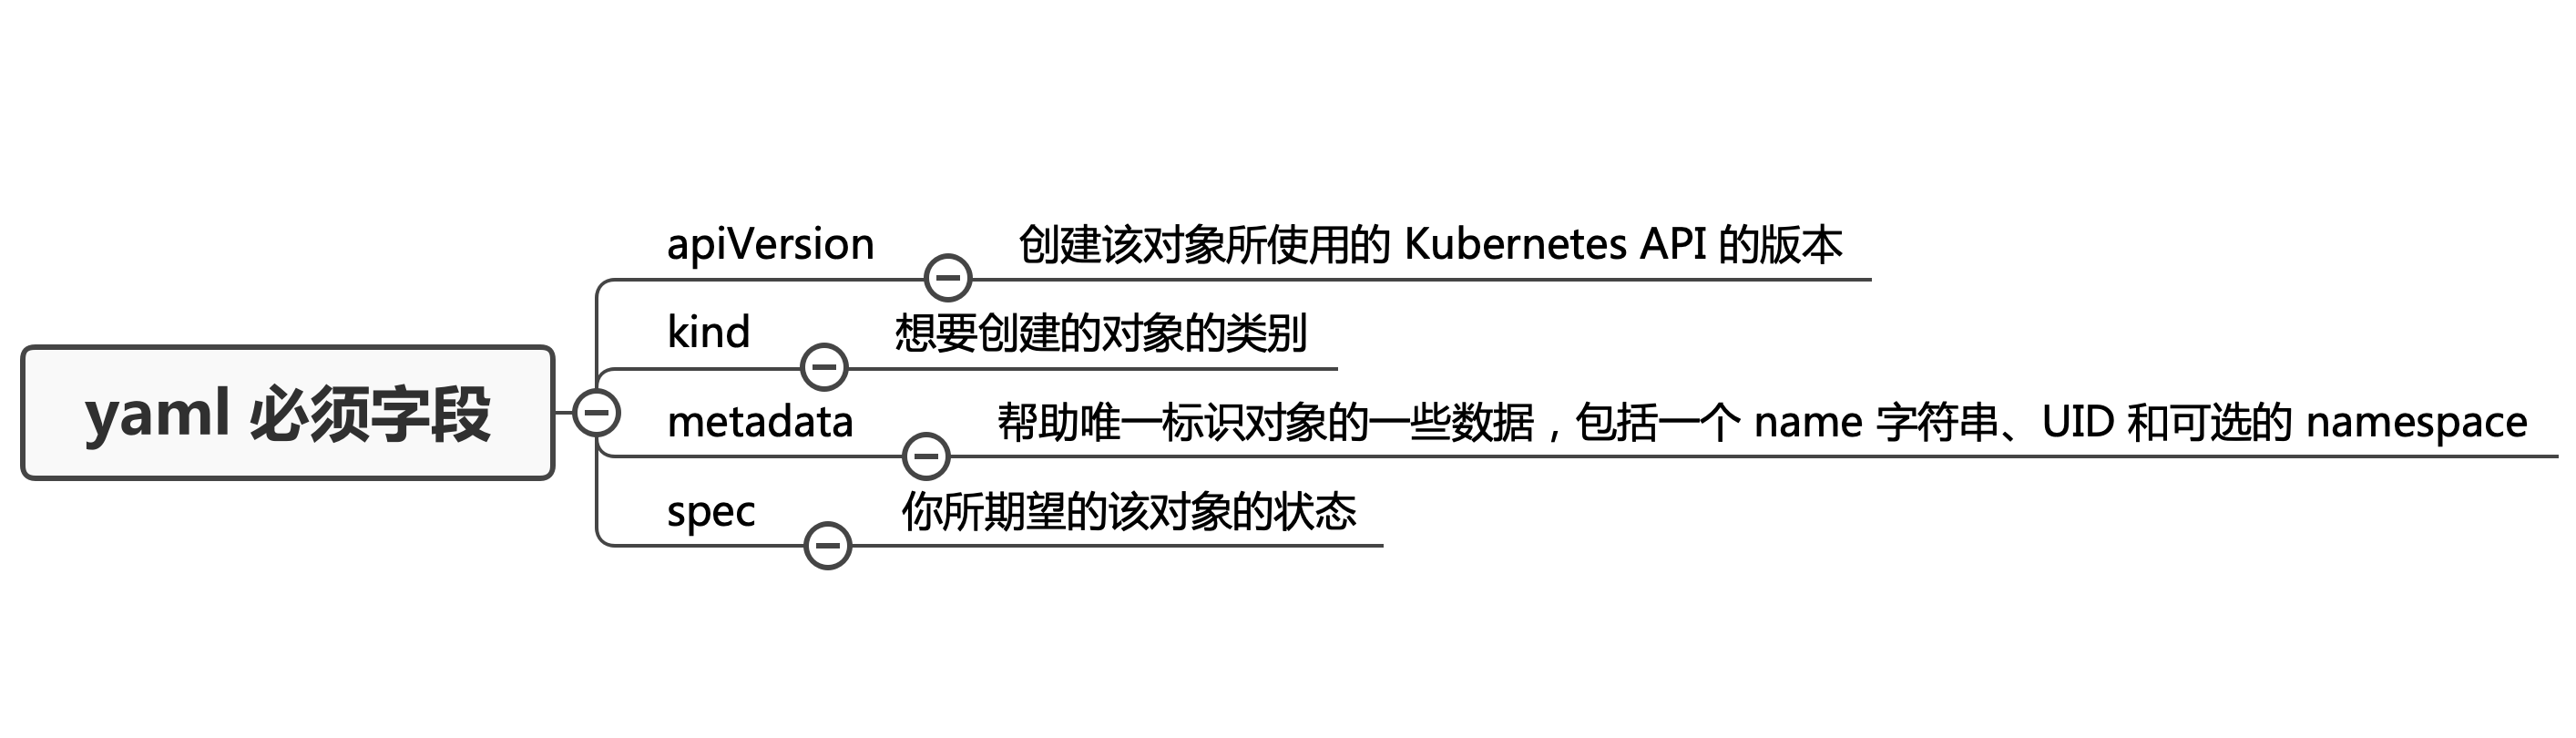 yaml 必须字段
apiVersion
创建该对象所使用的 Kubernetes API 的版本
kind
想要创建的对象的类别
metadata
帮助唯一标识对象的一些数据，包括一个 name 字符串、UID 和可选的 namespace
spec
你所期望的该对象的状态